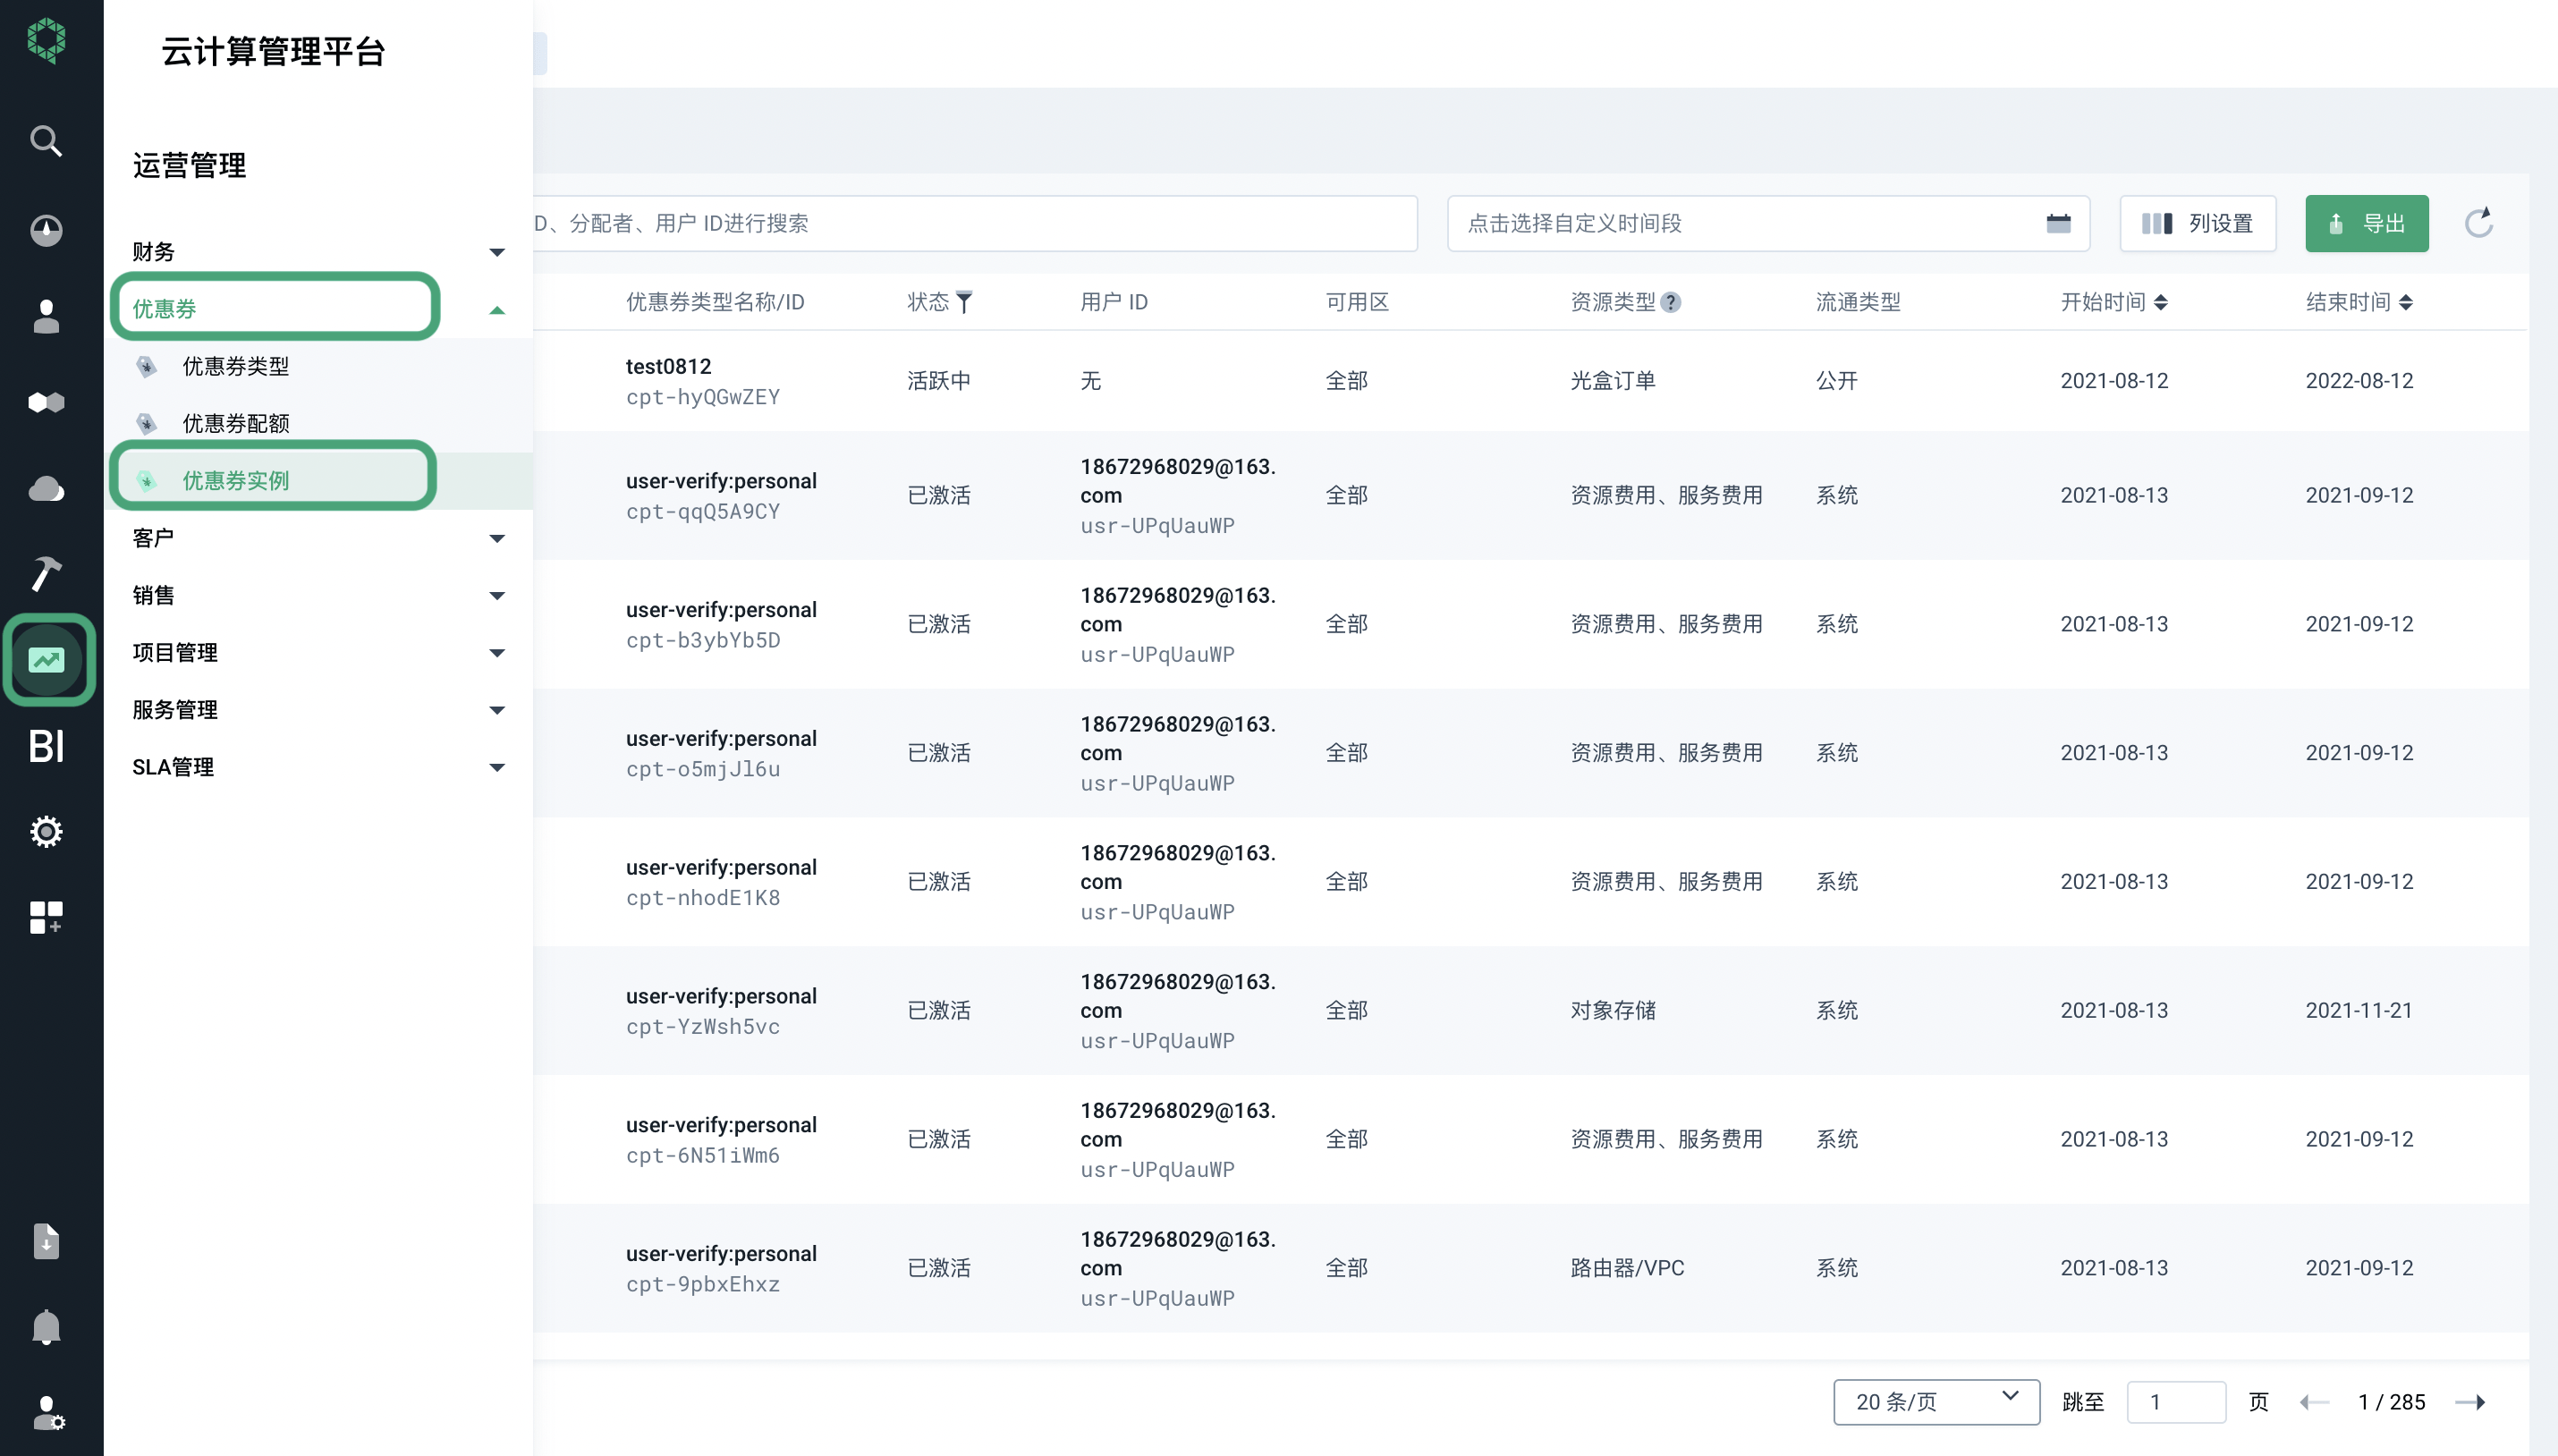 云计算管理平台
运营管理
财务
优惠券
优惠券类型
优惠券配额
优惠券实例
客户
销售
项目管理
服务管理
SLA管理
BI
D、分配者、用户 ID进行搜索
点击选择自定义时间段
列设置
导出
优惠券类型名称/ID 状态 用户 ID 可用区 资源类型 ? 流通类型 开始时间 结束时间
test0812
cpt-hyQGwZEY
活跃中 无 全部 光盒订单 公开 2021-08-12 2022-08-12
user-verify:personal
cpt-qqQ5A9CY
已激活
18672968029@163.
com
usr-UPqUauWP
全部 资源费用、服务费用 系统 2021-08-13 2021-09-12
user-verify:personal
cpt-b3ybYb5D
已激活
18672968029@163.
com
usr-UPqUauWP
全部 资源费用、服务费用 系统 2021-08-13 2021-09-12
user-verify:personal
cpt-o5mjJl6u
已激活
18672968029@163.
com
usr-UPqUauWP
全部 资源费用、服务费用 系统 2021-08-13 2021-09-12
user-verify:personal
cpt-nhodE1K8
已激活
18672968029@163.
com
usr-UPqUauWP
全部 资源费用、服务费用 系统 2021-08-13 2021-09-12
user-verify:personal
cpt-YzWsh5vc
已激活
18672968029@163.
com
usr-UPqUauWP
全部 对象存储 系统 2021-08-13 2021-11-21
user-verify:personal
cpt-6N51iWm6
已激活
18672968029@163.
com
usr-UPqUauWP
全部 资源费用、服务费用 系统 2021-08-13 2021-09-12
user-verify:personal
cpt-9pbxEhxz
已激活
18672968029@163.
com
usr-UPqUauWP
全部 路由器/VPC 系统 2021-08-13 2021-09-12
20 条/页 跳至 1 页 1 / 285